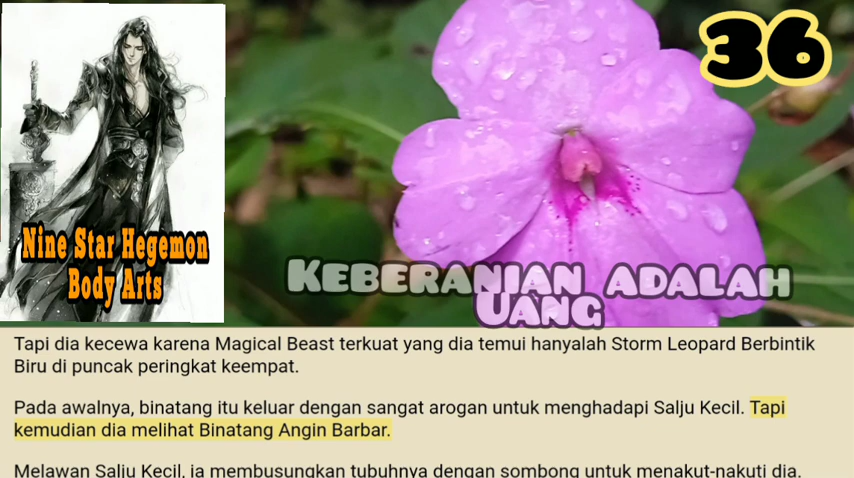 36
Nine Star Hegemon
Body Arts
Keberanian adalah
Uang
Tapi dia kecewa karena Magical Beast terkuat yang dia temui hanyalah Storm Leopard Berbintik
Biru di puncak peringkat keempat.
Pada awalnya, binatang itu keluar dengan sangat arogan untuk menghadapi Salju Kecil. Tapi
kemudian dia melihat Binatang Angin Barbar.
Melawan Salju Kecil, ia membusungkan tubuhnya dengan sombong untuk menakut-nakuti dia.